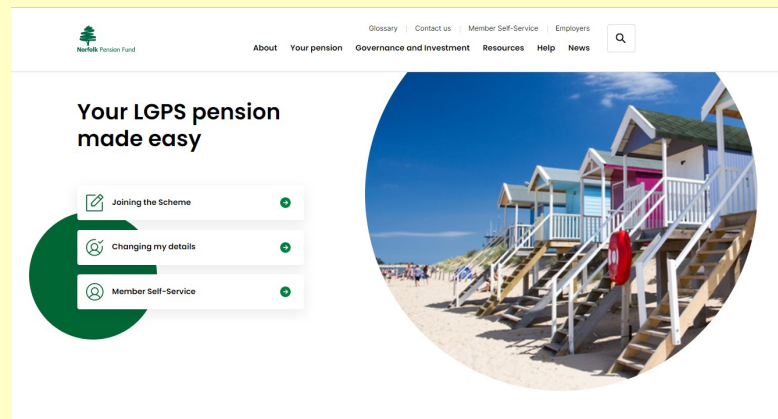 Glossary Contact us Member Self-Service Employers
Norfolk Pension Fund
About Your pension Governance and Investment Resources Help News
Your LGPS pension
made easy
Joining the Scheme
Changing my details
Member Self-Service